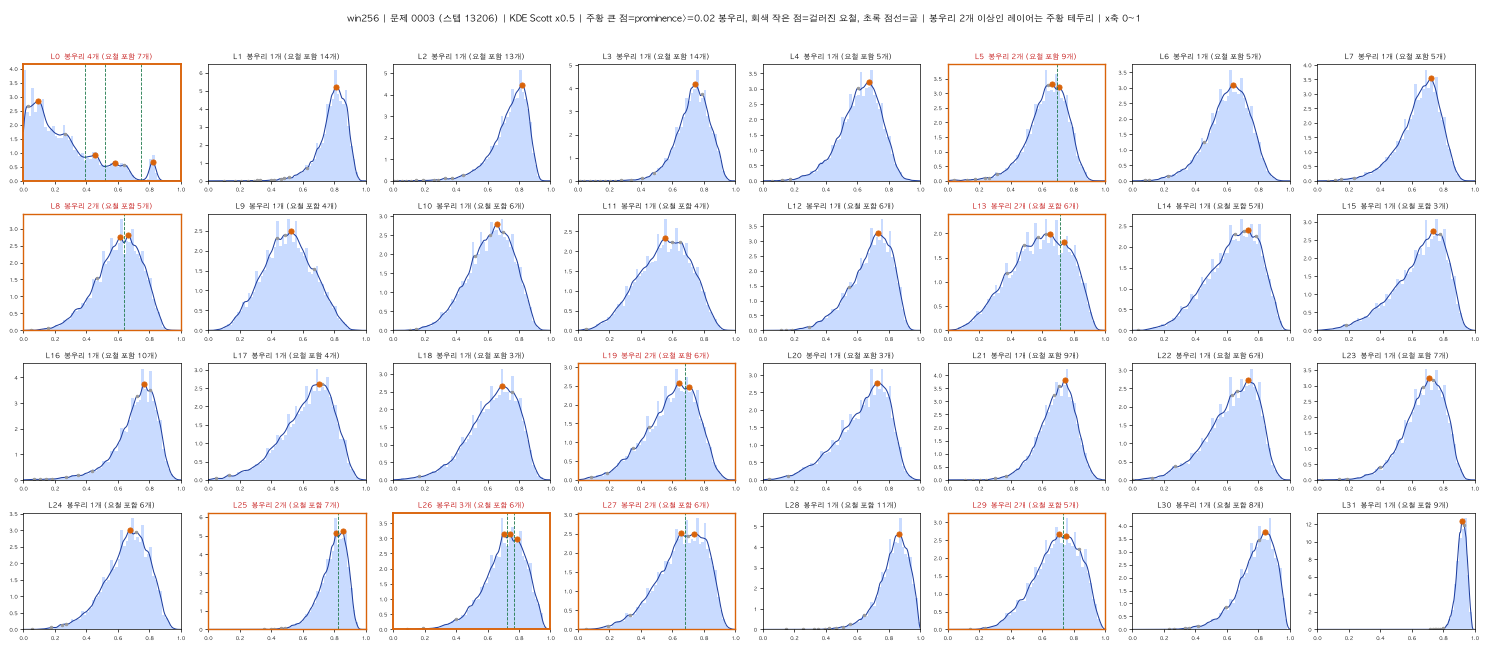 win256 | 문제 0003 (스텝 13206) | KDE Scott x0.5 | 주황 큰 점=prominence>=0.02 봉우리, 회색 작은 점=걸러진 요철, 초록 점선=골 | 봉우리 2개 이상인 레이어는 주황 테두리 | x축 0~1
L0 봉우리 4개 (요철 포함 7개)
L1 봉우리 1개 (요철 포함 14개)
L2 봉우리 1개 (요철 포함 13개)
L3 봉우리 1개 (요철 포함 14개)
L4 봉우리 1개 (요철 포함 5개)
L5 봉우리 2개 (요철 포함 9개)
L6 봉우리 1개 (요철 포함 5개)
L7 봉우리 1개 (요철 포함 5개)
L8 봉우리 2개 (요철 포함 5개)
L9 봉우리 1개 (요철 포함 4개)
L10 봉우리 1개 (요철 포함 6개)
L11 봉우리 1개 (요철 포함 4개)
L12 봉우리 1개 (요철 포함 6개)
L13 봉우리 2개 (요철 포함 6개)
L14 봉우리 1개 (요철 포함 5개)
L15 봉우리 1개 (요철 포함 3개)
L16 봉우리 1개 (요철 포함 10개)
L17 봉우리 1개 (요철 포함 4개)
L18 봉우리 1개 (요철 포함 3개)
L19 봉우리 2개 (요철 포함 6개)
L20 봉우리 1개 (요철 포함 3개)
L21 봉우리 1개 (요철 포함 9개)
L22 봉우리 1개 (요철 포함 6개)
L23 봉우리 1개 (요철 포함 7개)
L24 봉우리 1개 (요철 포함 6개)
L25 봉우리 2개 (요철 포함 7개)
L26 봉우리 3개 (요철 포함 6개)
L27 봉우리 2개 (요철 포함 6개)
L28 봉우리 1개 (요철 포함 11개)
L29 봉우리 2개 (요철 포함 5개)
L30 봉우리 1개 (요철 포함 8개)
L31 봉우리 1개 (요철 포함 9개)